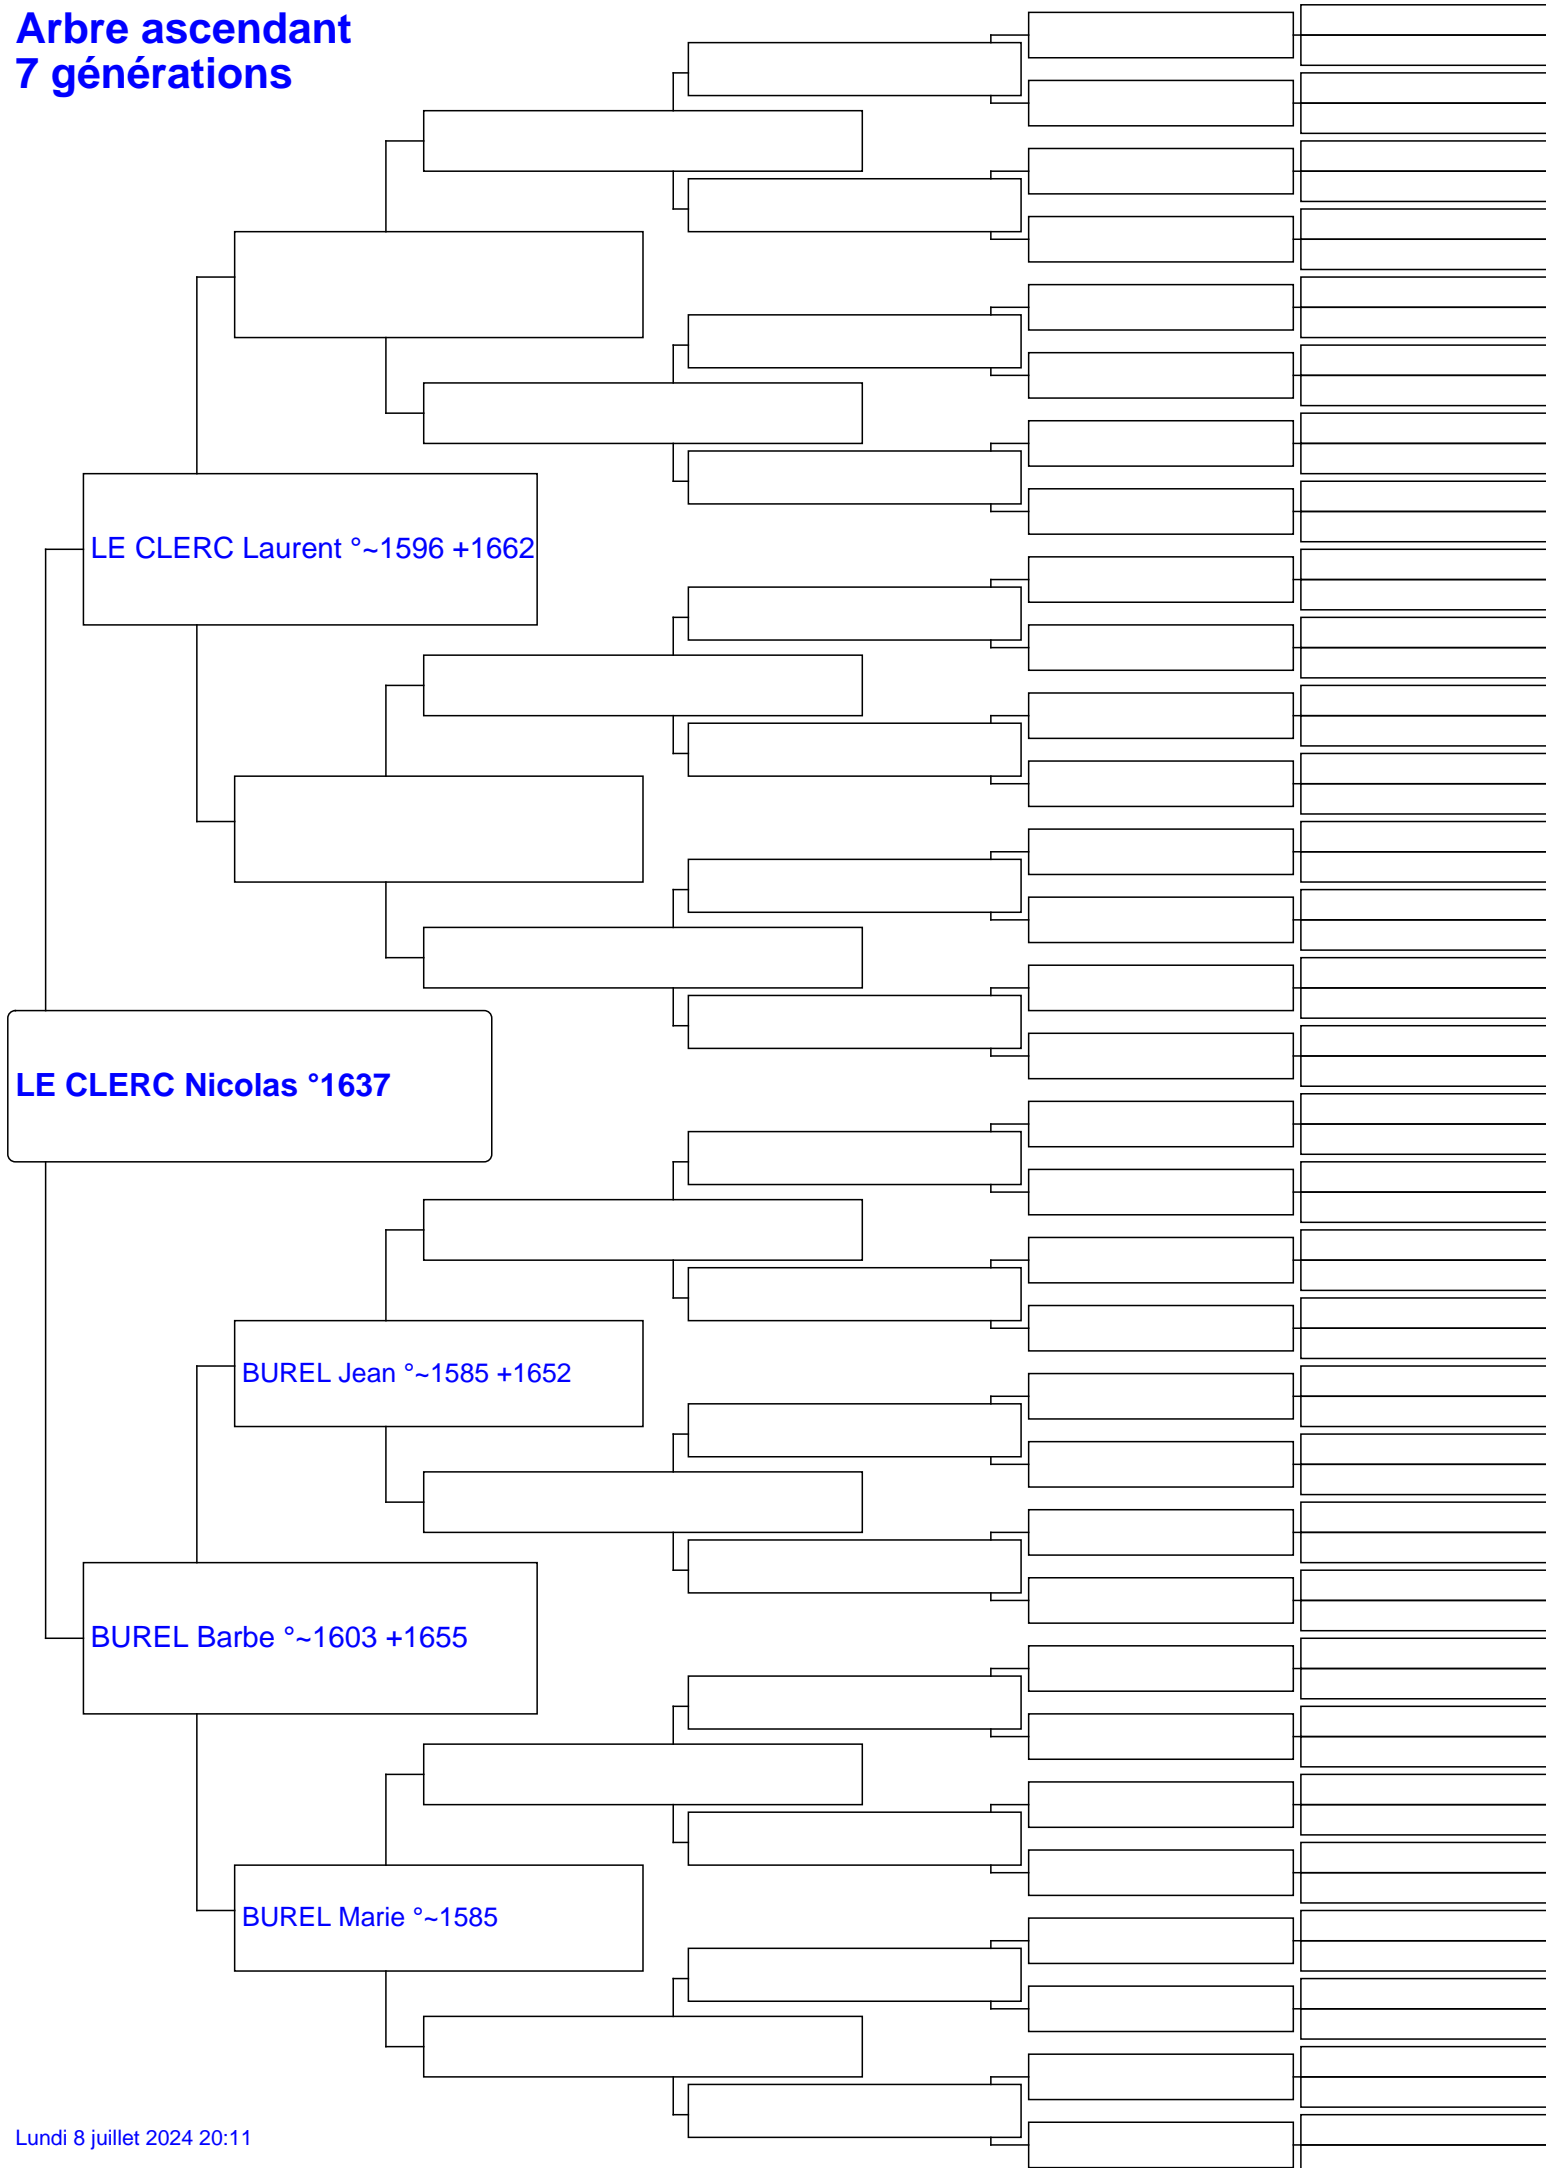 Arbre ascendant
7 générations
LE CLERC Laurent °~1596 +1662
LE CLERC Nicolas °1637
BUREL Jean °~1585 +1652
BUREL Barbe °~1603 +1655
BUREL Marie °~1585
Lundi 8 juillet 2024 20:11